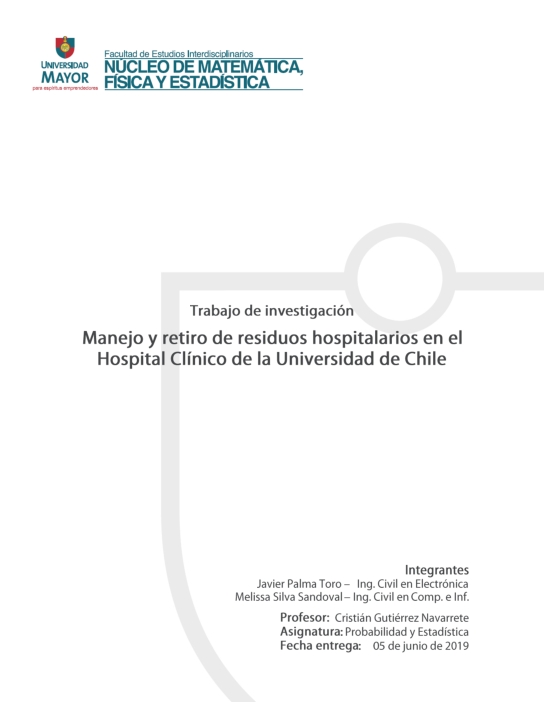 Facultad de Estudios Interdisciplinarios
NÚCLEO DE MATEMÁTICA,
FÍSICA Y ESTADÍSTICA
UNIVERSIDAD
MAYOR
para espíritus emprendedores
Trabajo de investigación
Manejo y retiro de residuos hospitalarios en el
Hospital Clínico de la Universidad de Chile
Integrantes
Javier Palma Toro – Ing. Civil en Electrónica
Melissa Silva Sandoval – Ing. Civil en Comp. e Inf.
Profesor: Cristián Gutiérrez Navarrete
Asignatura: Probabilidad y Estadística
Fecha entrega: 05 de junio de 2019